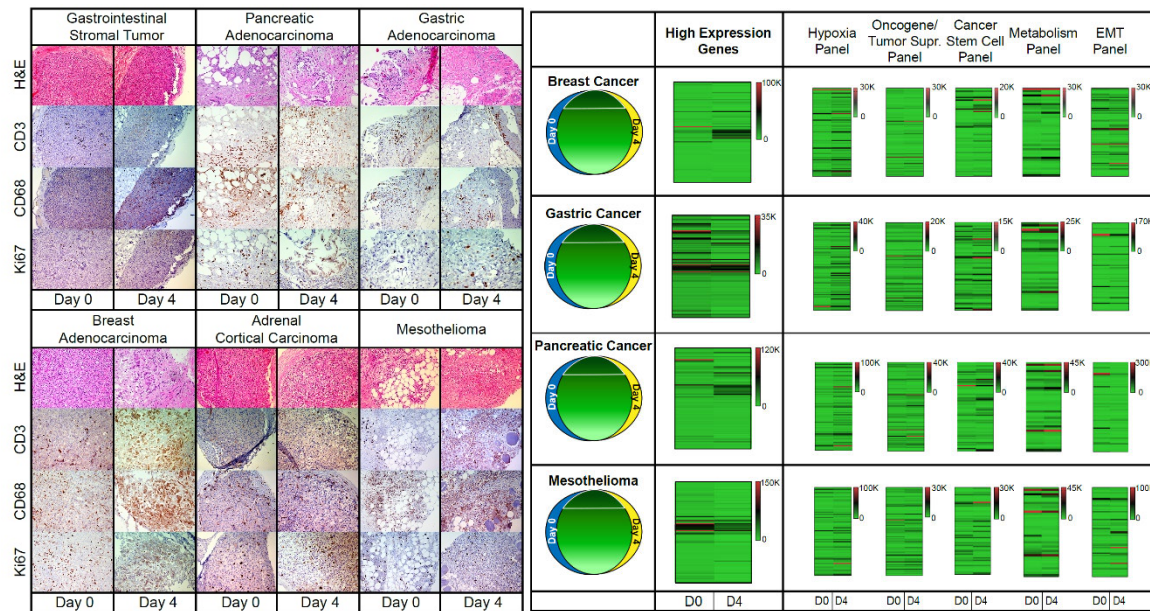 Gastrointestinal
Stromal Tumor
Pancreatic
Adenocarcinoma
Gastric
Adenocarcinoma
H&E
CD3
CD68
Ki67
Day 0
Day 4
Day 0
Day 4
Day 0
Day 4
Breast
Adenocarcinoma
Adrenal
Cortical Carcinoma
Mesothelioma
H&E
CD3
CD68
Ki67
Day 0
Day 4
Day 0
Day 4
Day 0
Day 4
High Expression
Genes
Hypoxia
Panel
Oncogene/
Tumor Supr.
Panel
Cancer
Stem Cell
Panel
Metabolism
Panel
EMT
Panel
Breast Cancer
Day 0
Day 4
100K
0
30K
0
30K
0
20K
0
30K
0
30K
0
Gastric Cancer
Day 0
Day 4
35K
0
40K
0
20K
0
15K
0
25K
0
170K
0
Pancreatic Cancer
Day 0
Day 4
120K
0
100K
0
40K
0
40K
0
45K
0
300
0
Mesothelioma
Day 0
Day 4
150K
0
100K
0
30K
0
30K
0
45K
0
100
0
D0
D4
D0
D4
D0
D4
D0
D4
D0
D4
D0
D4